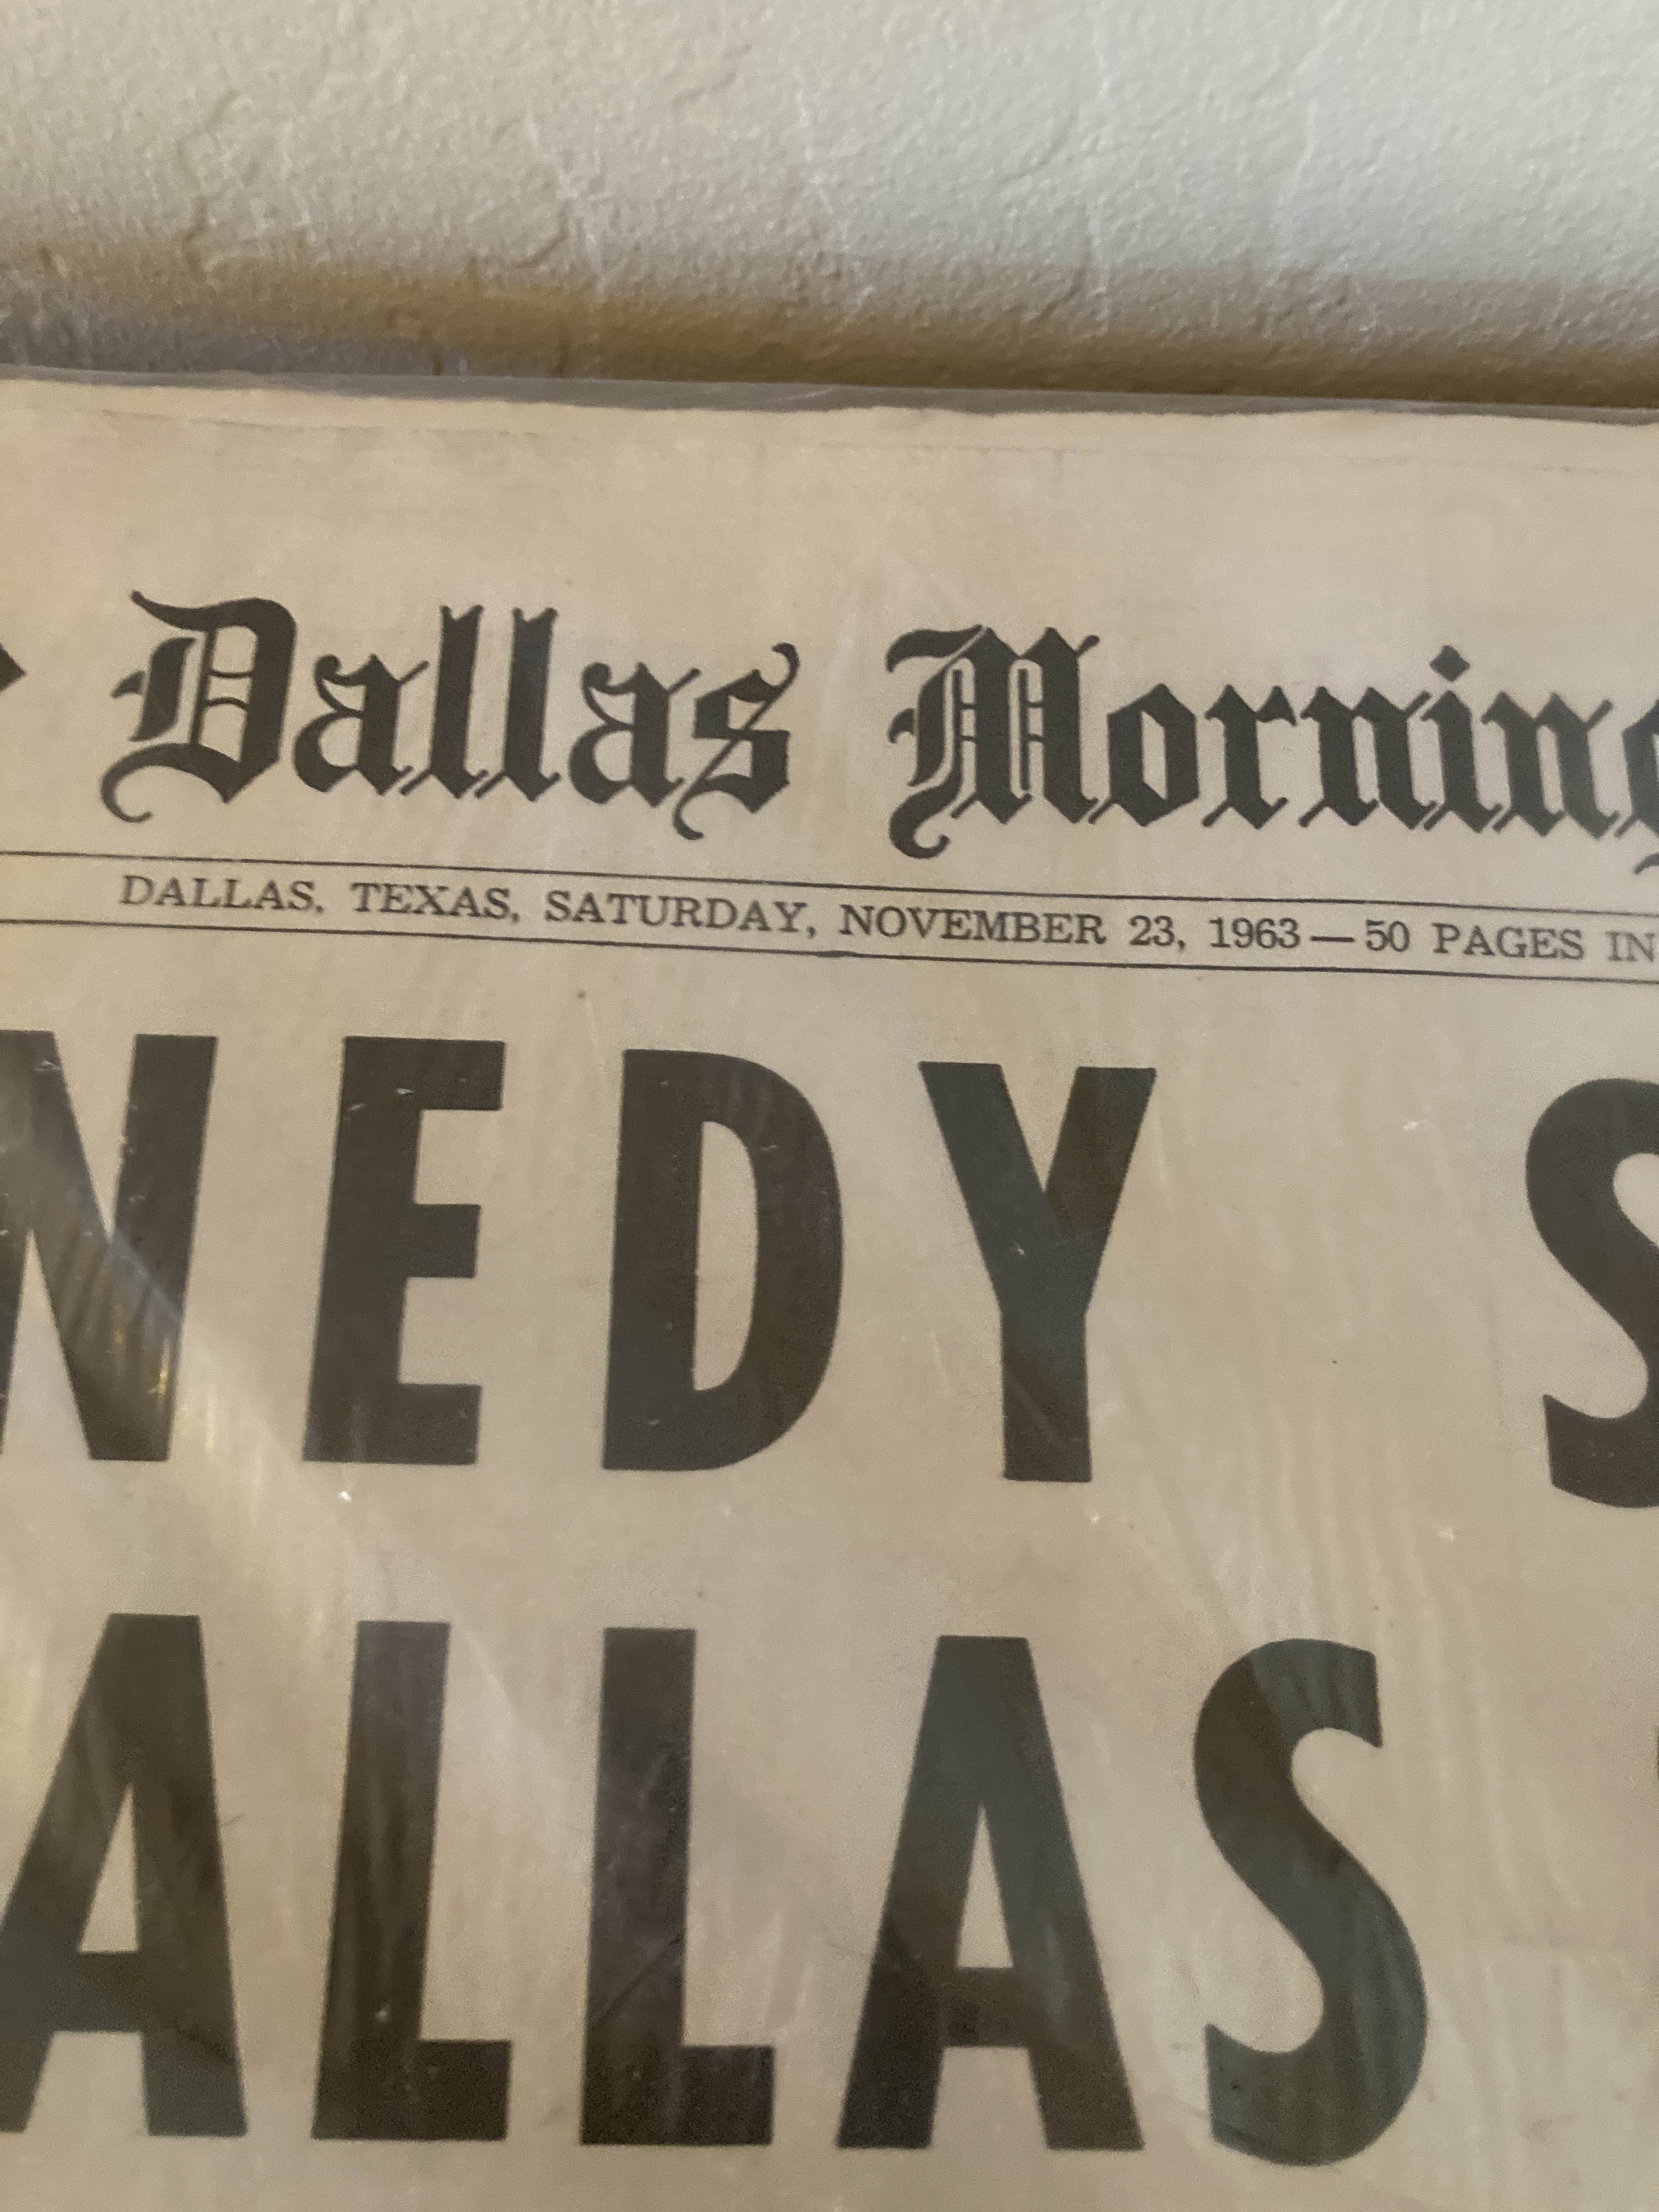 Dallas Morning
DALLAS, TEXAS, SATURDAY, NOVEMBER 23, 1963—50 PAGES IN
NEDY S
ALLAS